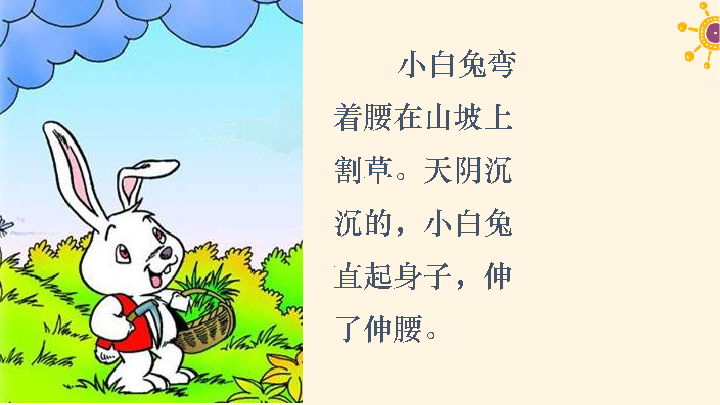 小白兔弯
着腰在山坡上
割草。天阴沉
沉的，小白兔
直起身子，伸
了伸腰。